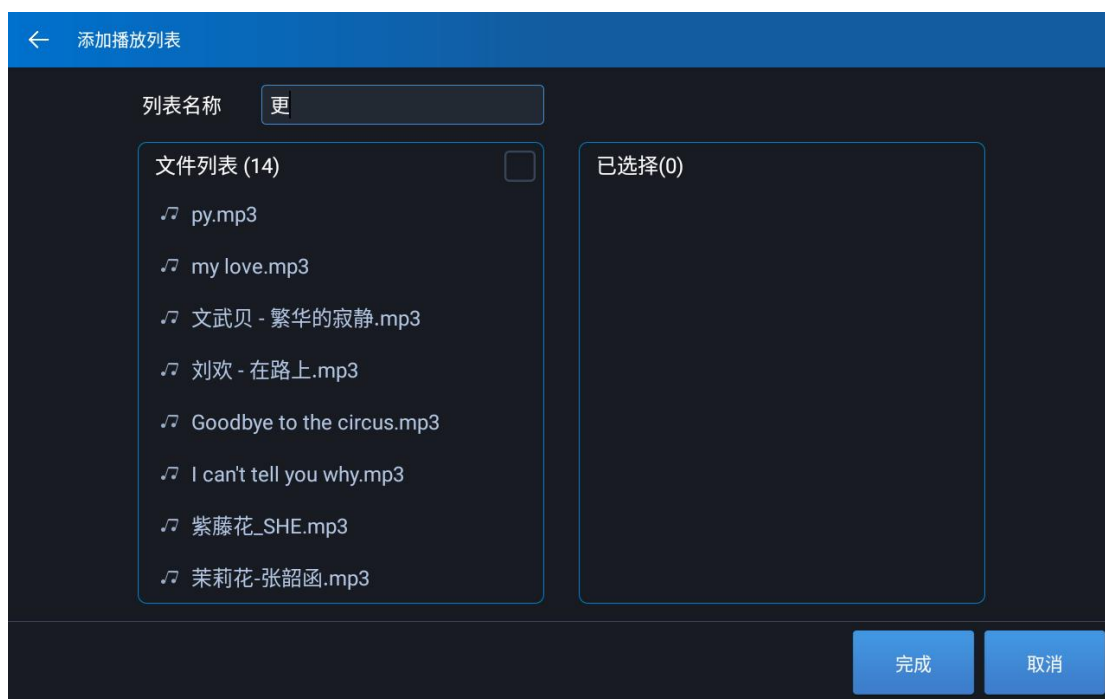 添加播放列表
列表名称 更
文件列表 (14)
py.mp3
my love.mp3
文武贝 - 繁华的寂静.mp3
刘欢 - 在路上.mp3
Goodbye to the circus.mp3
I can't tell you why.mp3
紫藤花_SHE.mp3
茉莉花-张韶函.mp3
已选择(0)
完成
取消